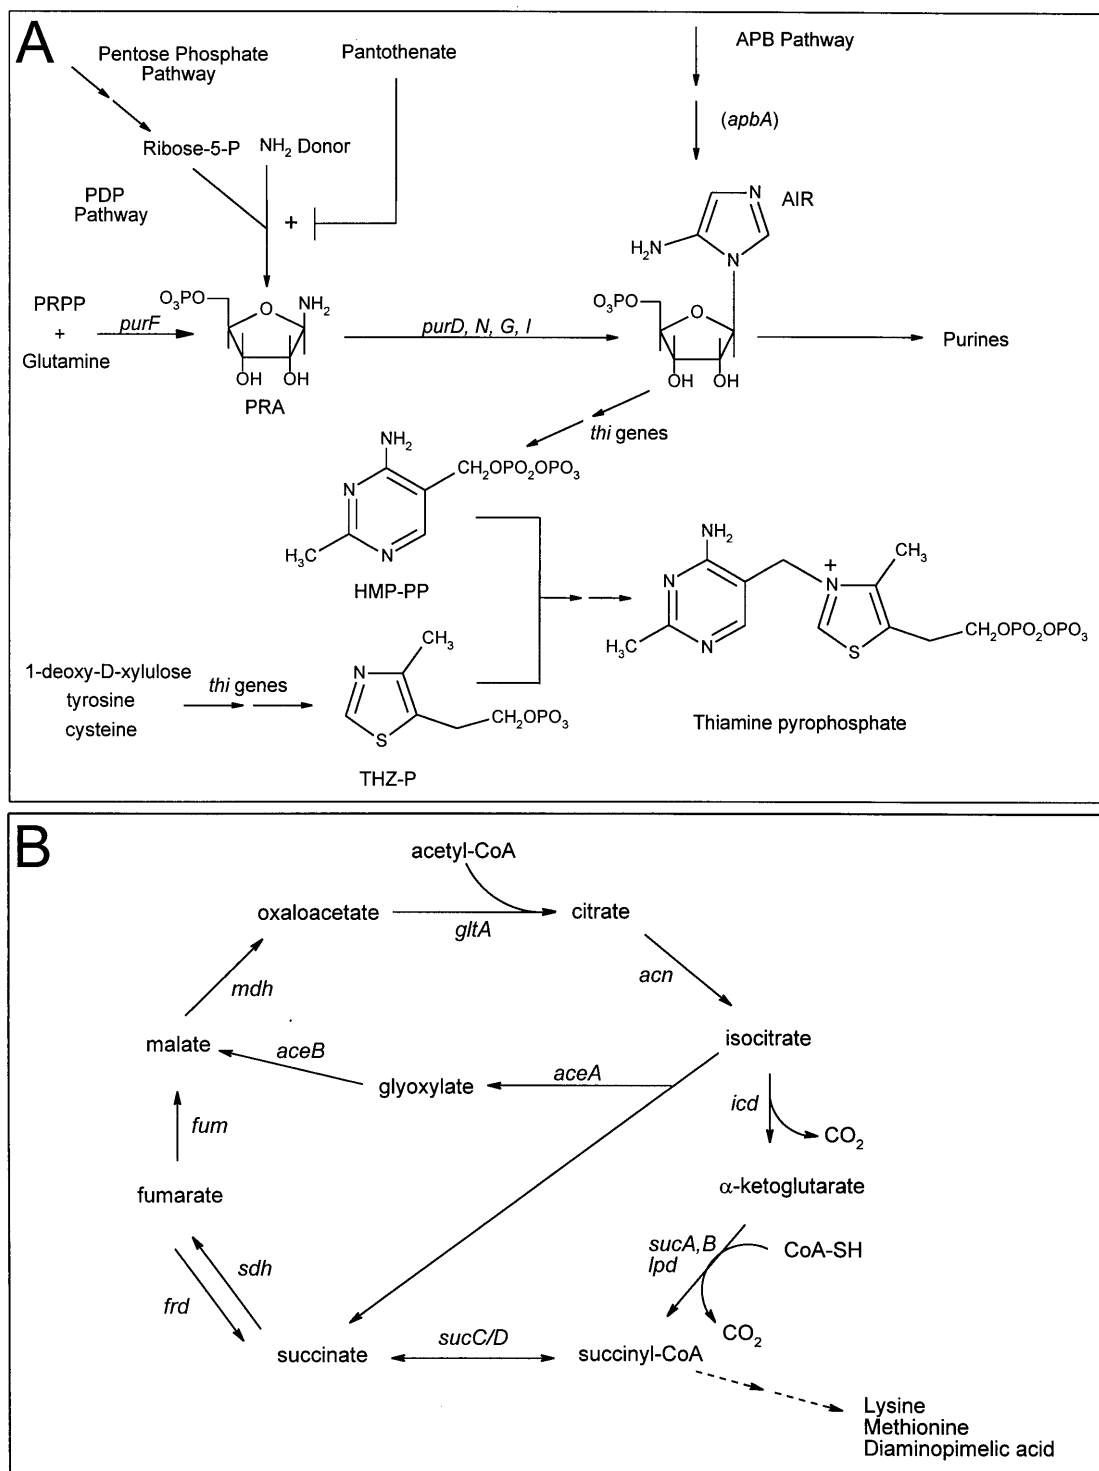 A
Pentose Phosphate
Pathway
Pantothenate
APB Pathway
(apbA)
Ribose-5-P
NH2 Donor
PDP
Pathway
+
AIR
N
H2N
N
PRPP
+
Glutamine
purF
O3PO
O
NH2
OH OH
PRA
purD, N, G, I
O3PO
O
OH OH
Purines
thi genes
NH2
CH2OPO2OPO3
N
H3C
N
HMP-PP
NH2
CH3
+
N
N
H3C
N
S
CH2OPO2OPO3
Thiamine pyrophosphate
1-deoxy-D-xylulose
tyrosine
cysteine
thi genes
CH3
N
S
CH2OPO3
THZ-P
B
acetyl-CoA
oxaloacetate
gltA
citrate
mdh
acn
malate
aceB
glyoxylate
aceA
isocitrate
icd
CO2
fum
fumarate
α-ketoglutarate
sucA,B
lpd
CoA-SH
sdh
frd
CO2
succinate
sucC/D
succinyl-CoA
Lysine
Methionine
Diaminopimelic acid